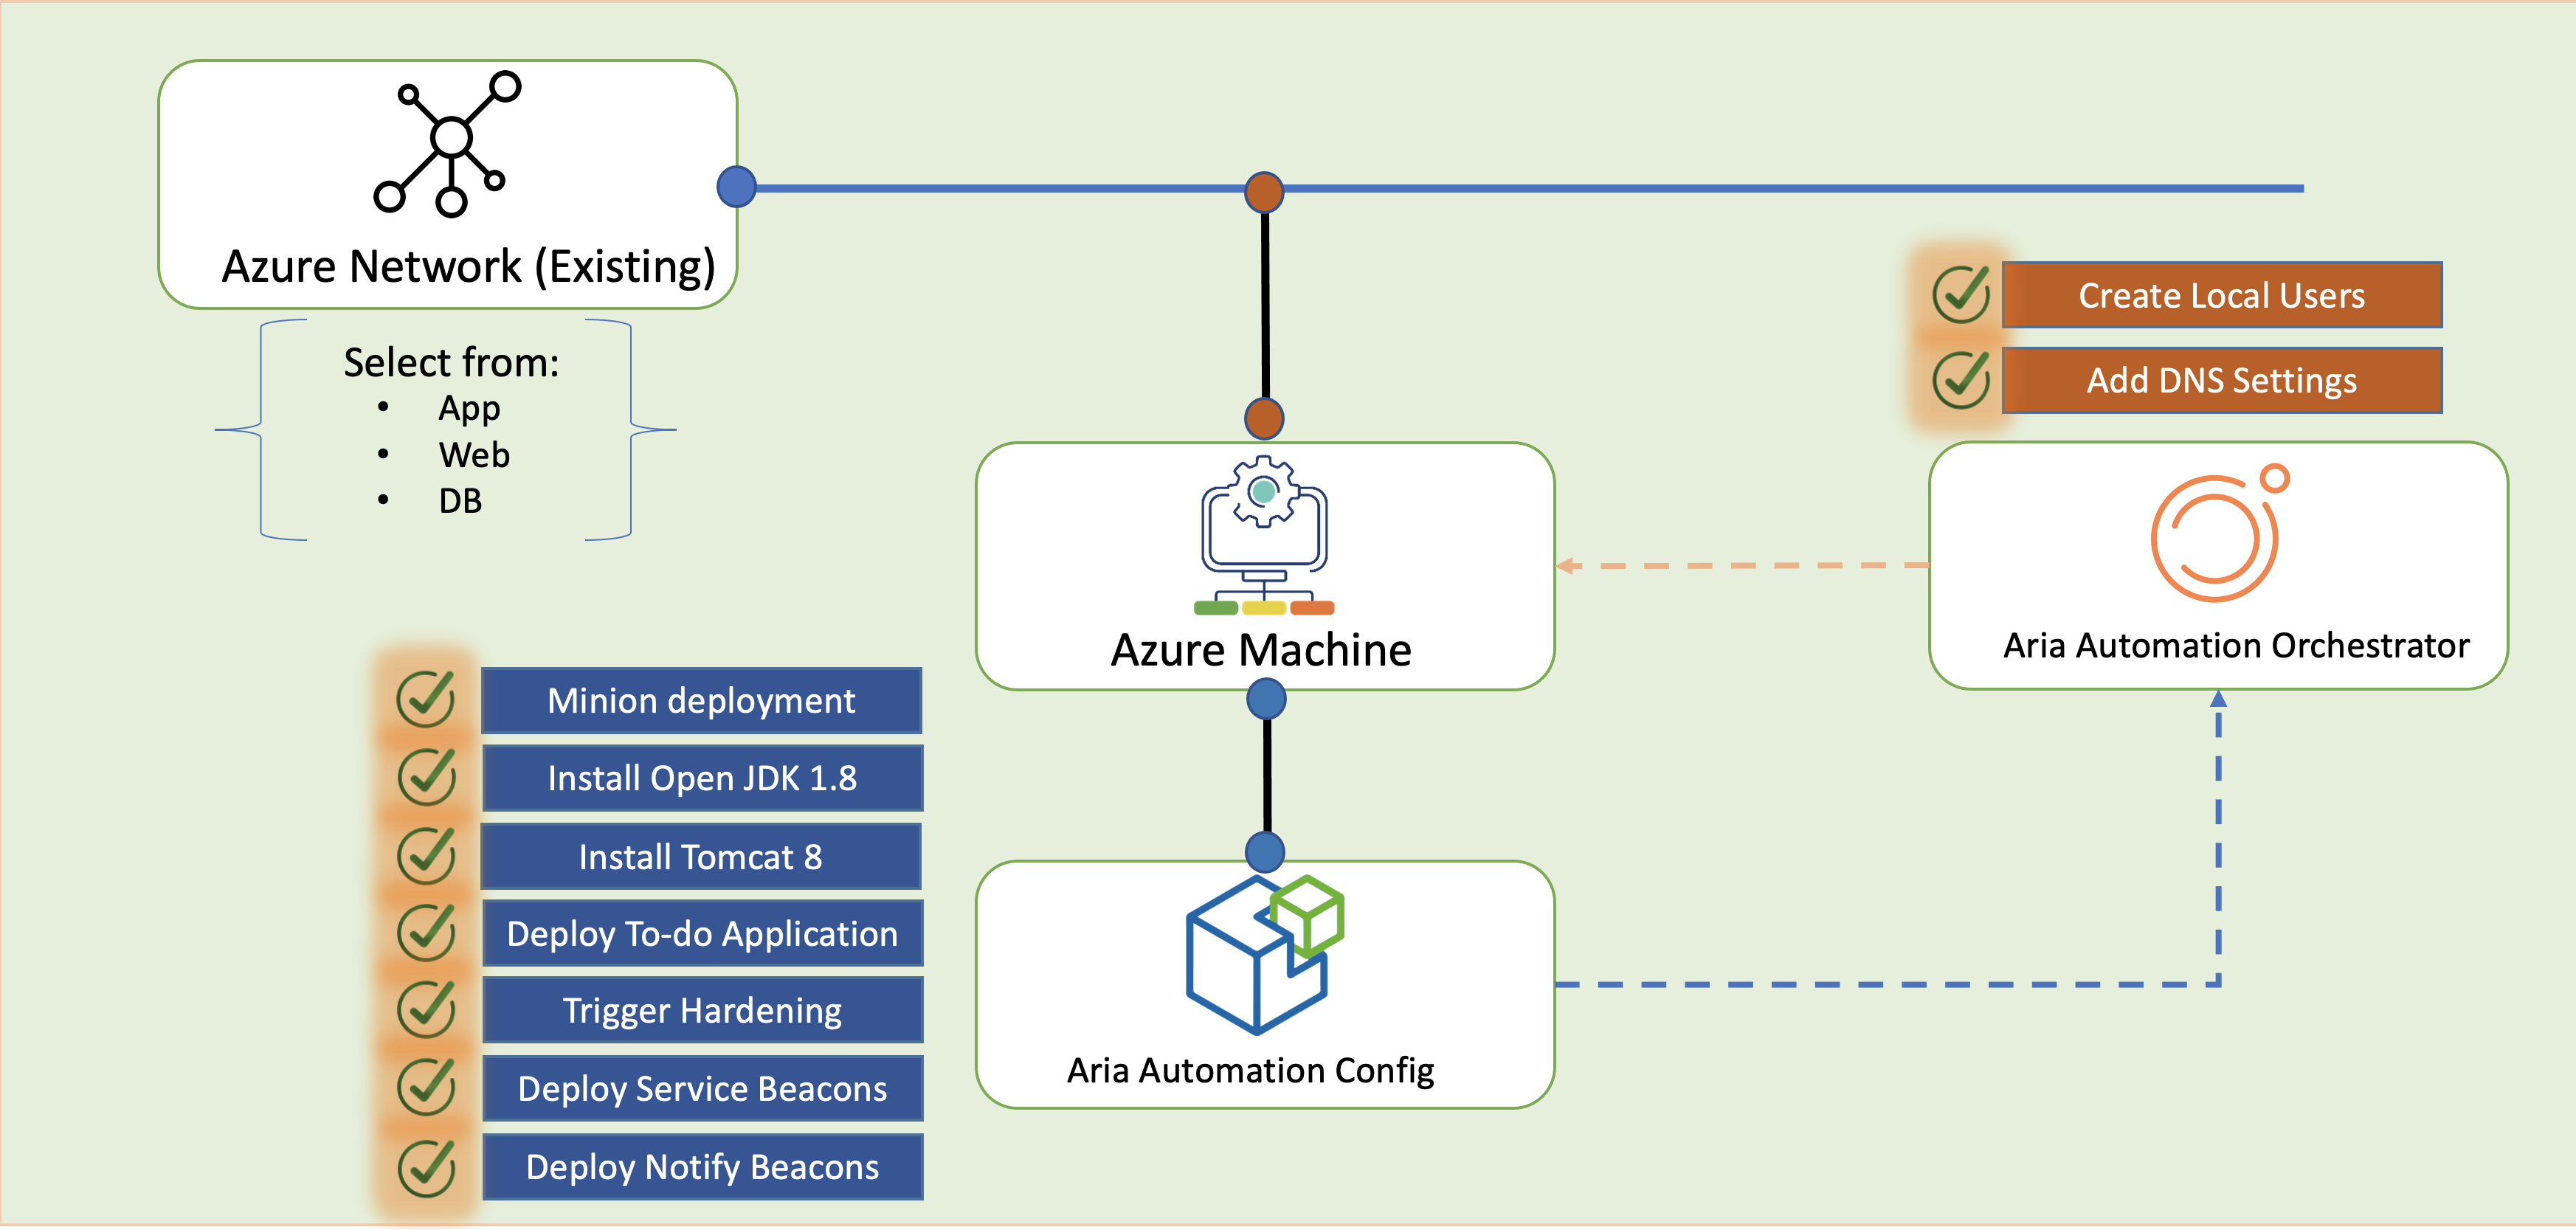 Azure Network (Existing)
Select from:
• App
• Web
• DB
Create Local Users
Add DNS Settings
Azure Machine
Aria Automation Orchestrator
Minion deployment
Install Open JDK 1.8
Install Tomcat 8
Deploy To-do Application
Trigger Hardening
Deploy Service Beacons
Deploy Notify Beacons
Aria Automation Config